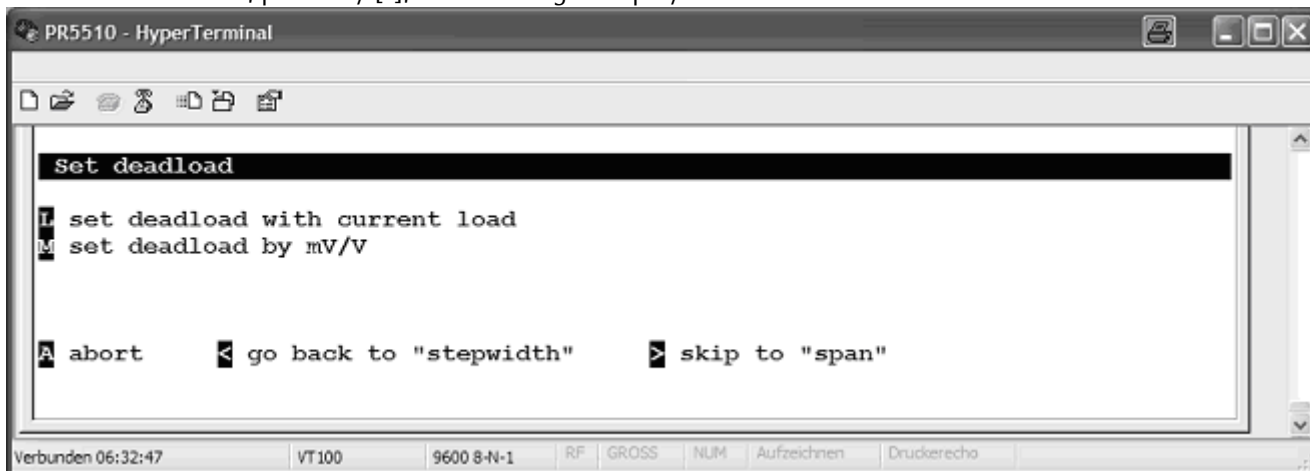 PR5510 - HyperTerminal
Set deadload
L set deadload with current load
M set deadload by mV/V
A abort < go back to "stepwidth" > skip to "span"
Verbunden 06:32:47 VT100 9600 8-N-1 RF GROSS NUM Aufzeichnen Druckerecho